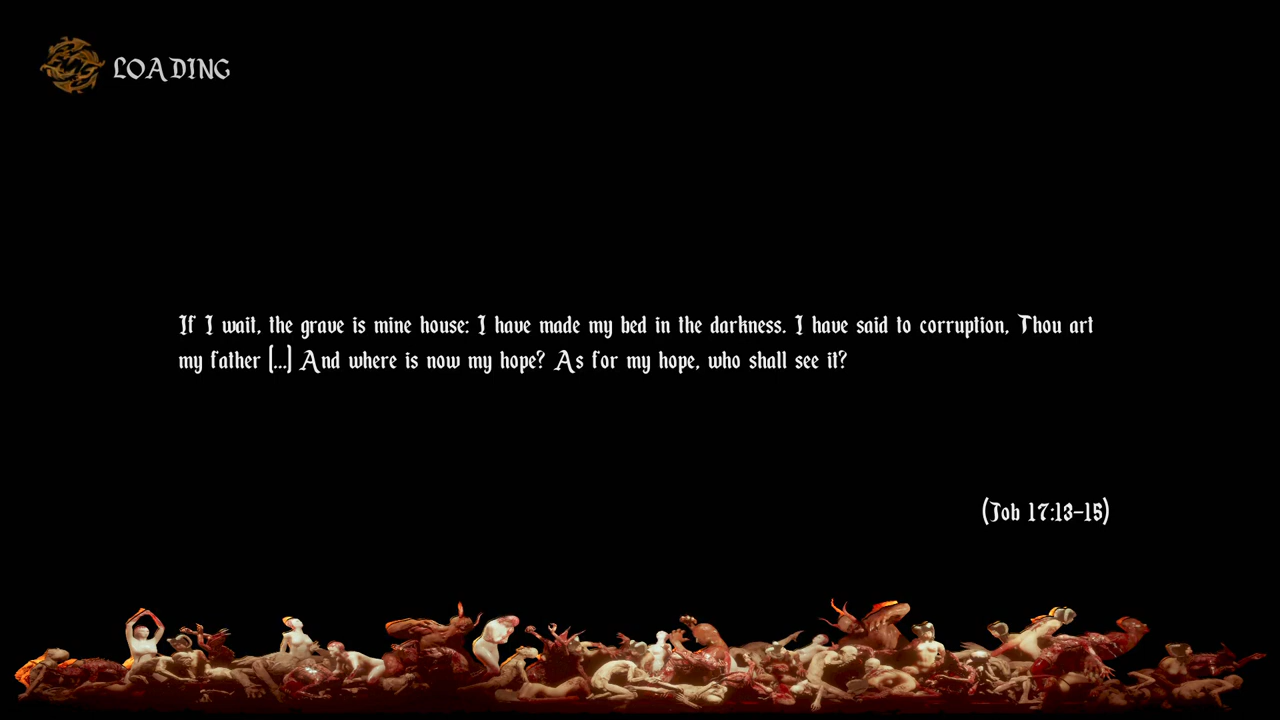 LOADING
If I wait, the grave is mine house: I have made my bed in the darkness. I have said to corruption, Thou art
my father [...] And where is now my hope? As for my hope, who shall see it?
(Job 17:13-15)